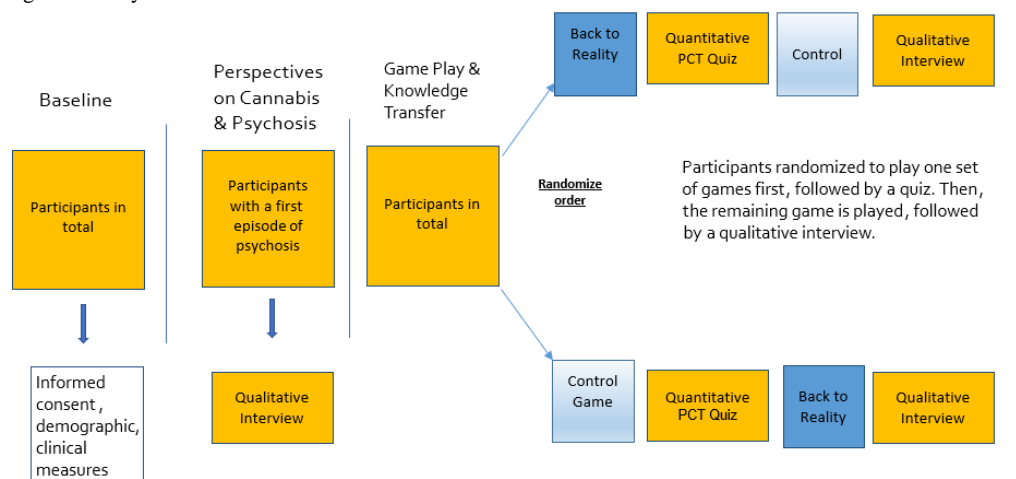 Baseline
Participants in
total
Informed
consent ,
demographic,
clinical
measures
Perspectives
on Cannabis
& Psychosis
Participants
with a first
episode of
psychosis
Qualitative
Interview
Game Play &
Knowledge
Transfer
Participants in
total
Randomize
order
Back to
Reality
Quantitative
PCT Quiz
Control
Qualitative
Interview
Participants randomized to play one set
of games first, followed by a quiz. Then,
the remaining game is played, followed
by a qualitative interview.
Control
Game
Quantitative
PCT Quiz
Back to
Reality
Qualitative
Interview